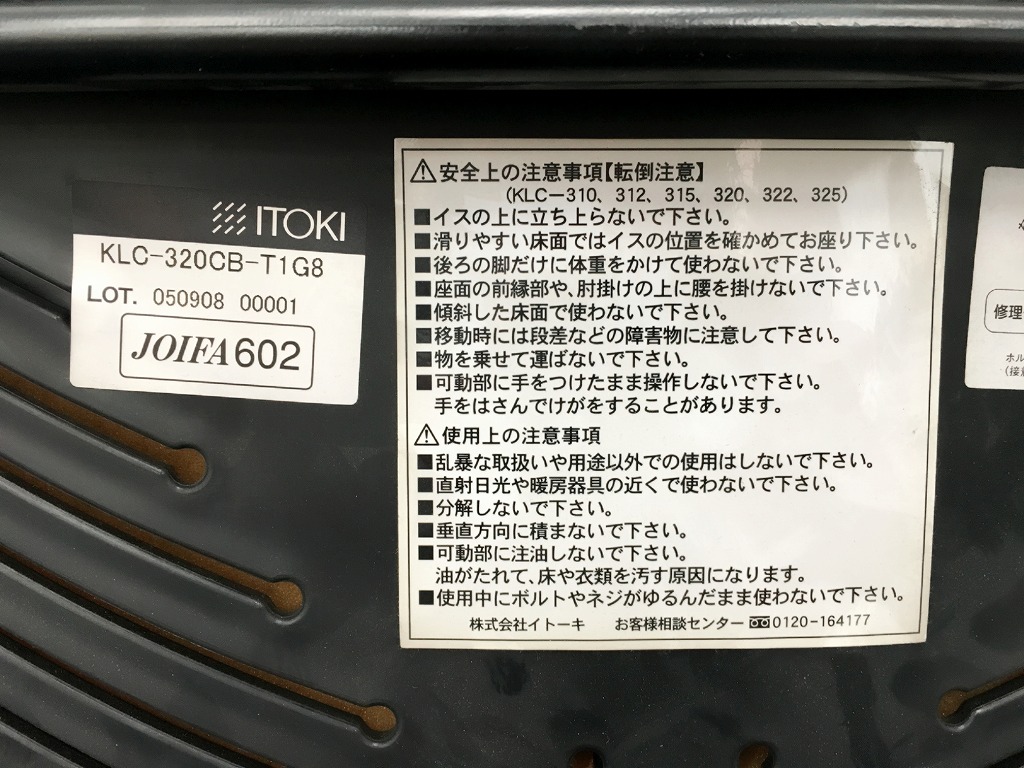 ITOKI
KLC-320CB-T1G8
LOT. 050908 00001
JOIFA602
⚠安全上の注意事項【転倒注意】
(KLCー310、312、315、320、322、325)
■イスの上に立ち上らないで下さい。
■滑りやすい床面ではイスの位置を確かめてお座り下さい。
■後ろの脚だけに体重をかけて使わないで下さい。
■座面の前縁部や、肘掛けの上に腰を掛けないで下さい。
■傾斜した床面で使わないで下さい。
■移動時には段差などの障害物に注意して下さい。
■物を乗せて運ばないで下さい。
■可動部に手をつけたまま操作しないで下さい。
手をはさんでけがをすることがあります。
⚠使用上の注意事項
■乱暴な取扱いや用途以外での使用はしないで下さい。
■直射日光や暖房器具の近くで使わないで下さい。
■分解しないで下さい。
■垂直方向に積まないで下さい。
■可動部に注油しないで下さい。
油がたれて、床や衣類を汚す原因になります。
■使用中にボルトやネジがゆるんだまま使わないで下さい。
株式会社イトーキ お客様相談センター 0120-164177
修理
ホル
(接